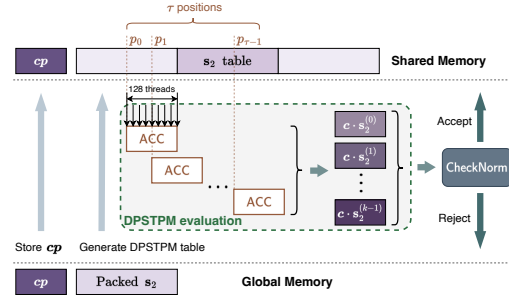 τ positions
p₀ p₁ p_{τ−1}
cp s₂ table Shared Memory
128 threads
ACC
ACC
...
ACC
c · s₂^{(0)}
c · s₂^{(1)}
⋮
c · s₂^{(k−1)}
DPSTPM evaluation
Accept
CheckNorm
Reject
Store cp Generate DPSTPM table
cp Packed s₂ Global Memory